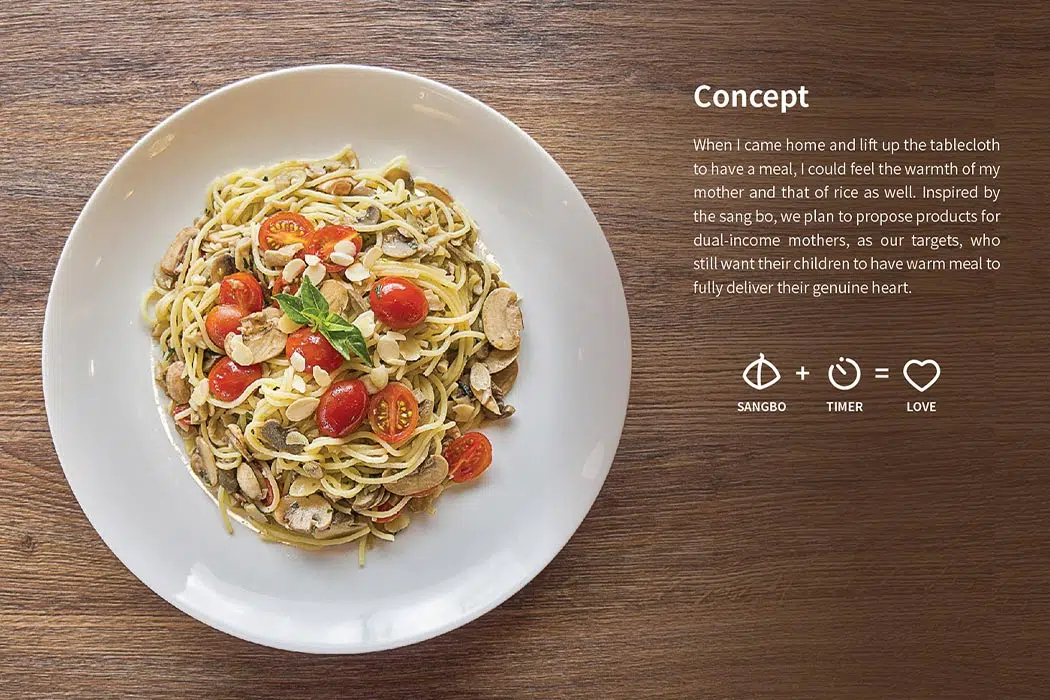 Concept
When I came home and lift up the tablecloth
to have a meal, I could feel the warmth of my
mother and that of rice as well. Inspired by
the sang bo, we plan to propose products for
dual-income mothers, as our targets, who
still want their children to have warm meal to
fully deliver their genuine heart.
+ =
SANGBO TIMER LOVE